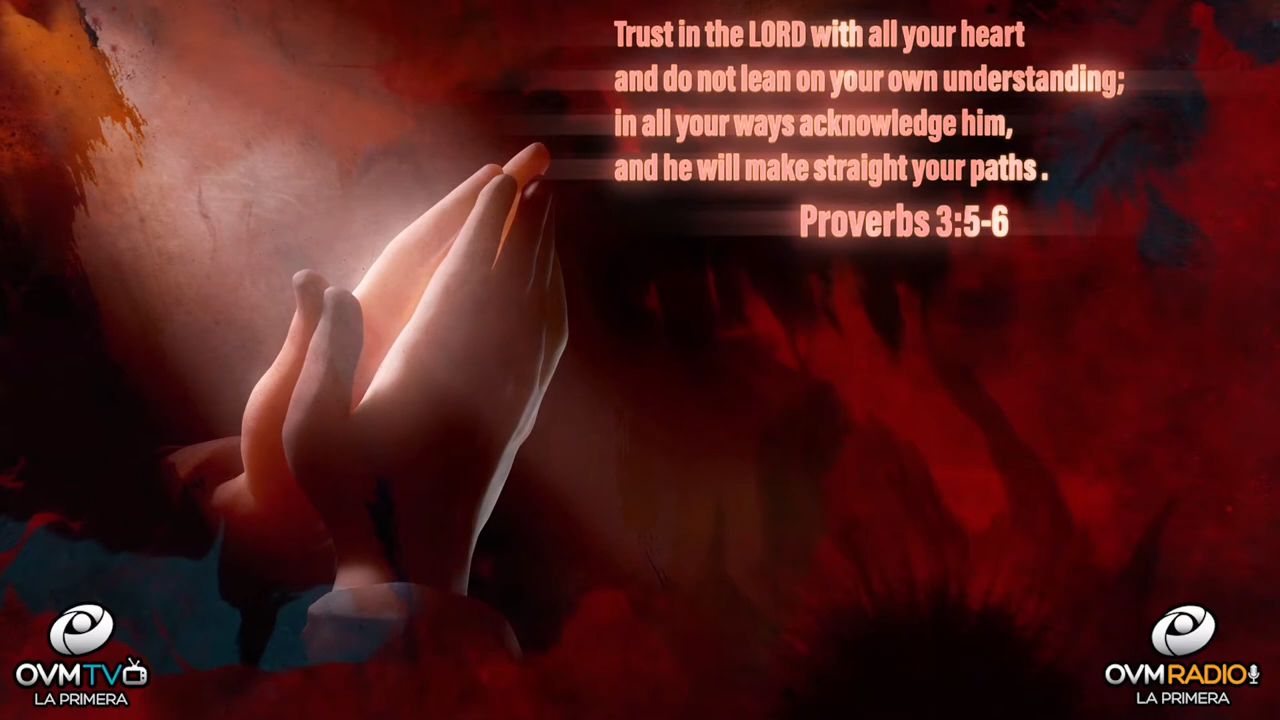 Trust in the LORD with all your heart
and do not lean on your own understanding;
in all your ways acknowledge him,
and he will make straight your paths .
Proverbs 3:5-6
OVMTV
LA PRIMERA
OVMRADIO
LA PRIMERA